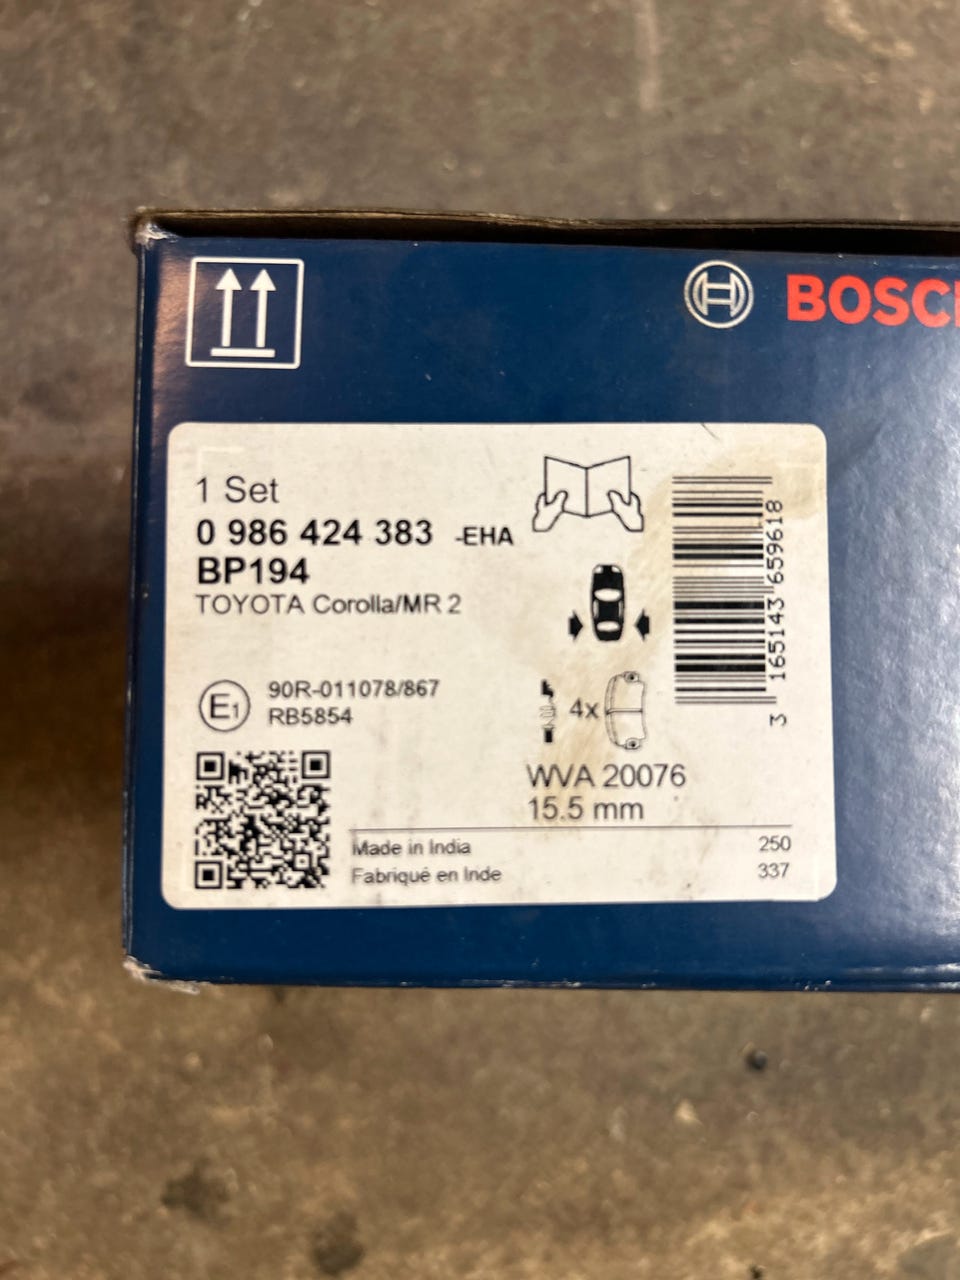 BOSCH
1 Set
0 986 424 383 -EHA
BP194
TOYOTA Corolla/MR 2
E1
90R-011078/867
RB5854
4x
WVA 20076
15.5 mm
3 165143 659618
Made in India
250
Fabriqué en Inde
337